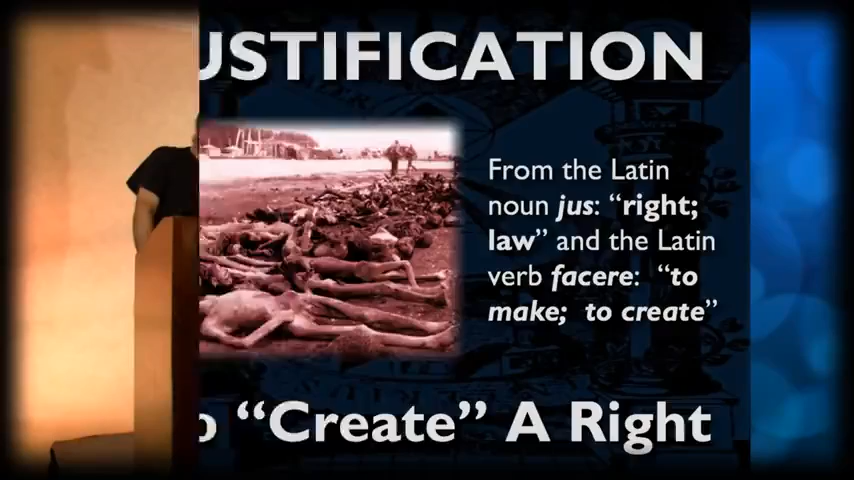 USTIFICATION
From the Latin
noun jus: “right;
law” and the Latin
verb facere: “to
make; to create”
o “Create” A Right